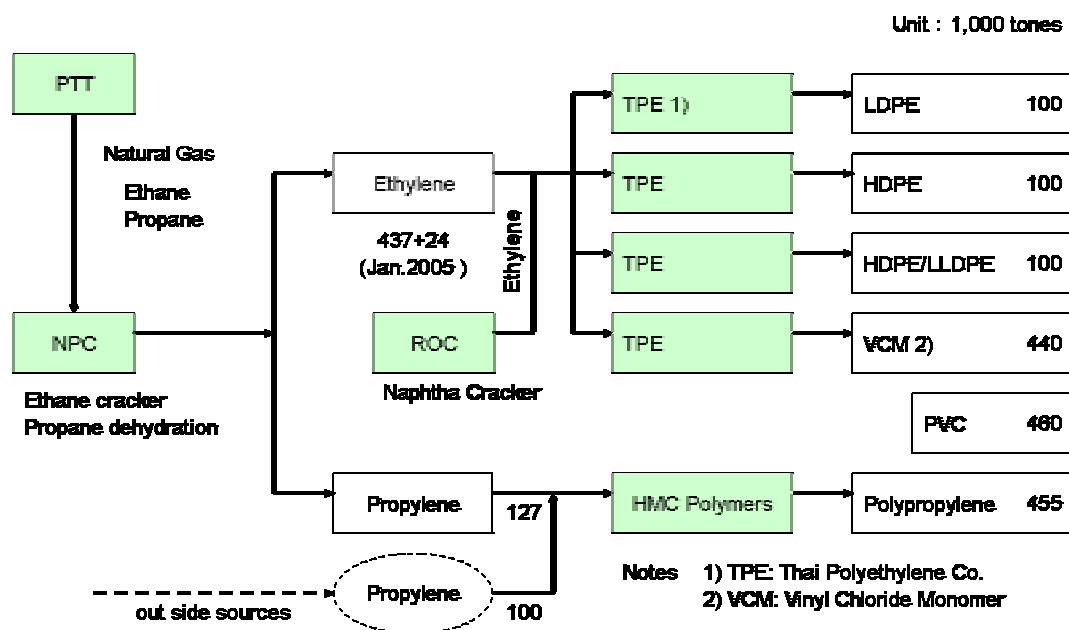 Unit : 1,000 tones
PTT
Natural Gas
Ethane
Propane
NPC
Ethane cracker
Propane dehydration
Ethylene
437+24
(Jan.2005 )
Ethylene
ROC
Naphtha Cracker
TPE 1)
LDPE 100
TPE
HDPE 100
TPE
HDPE/LLDPE 100
TPE
VCM 2) 440
PVC 460
Propylene
127
HMC Polymers
Polypropylene 455
Propylene
out side sources
100
Notes 1) TPE: Thai Polyethylene Co.
2) VCM: Vinyl Chloride Monomer